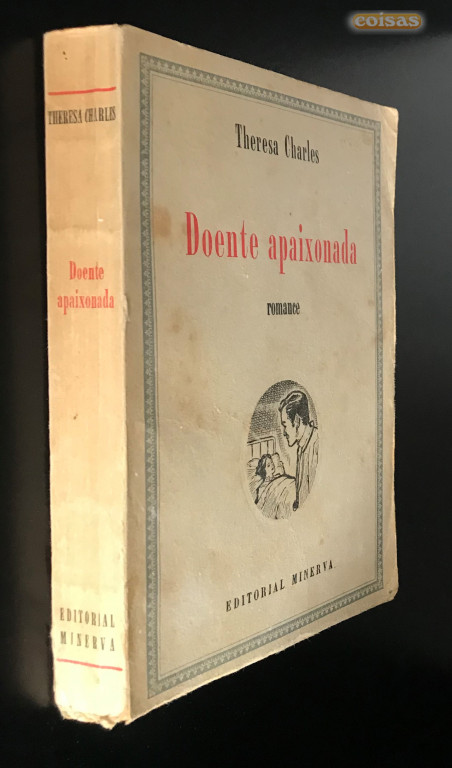 coisas
THERESA CHARLES
Doente
apaixonada
EDITORIAL
MINERVA
Theresa Charles
Doente apaixonada
romance
EDITORIAL MINERVA